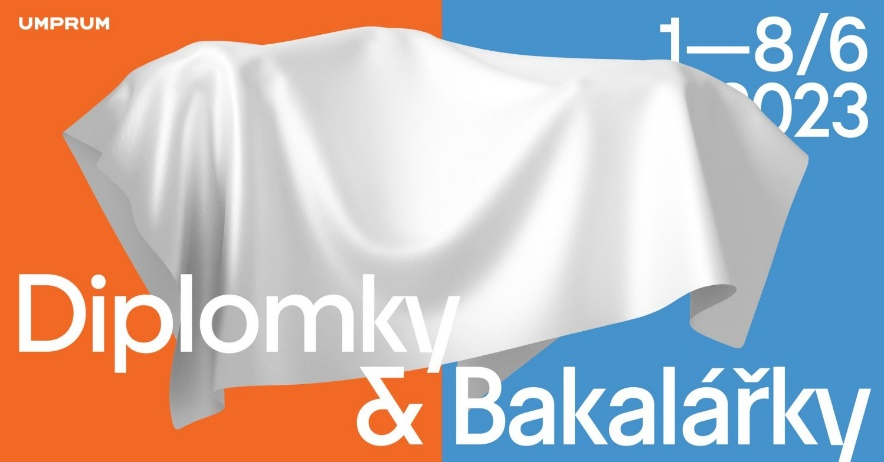 UMPRUM
1—8/6
2023
Diplomky
& Bakalářky